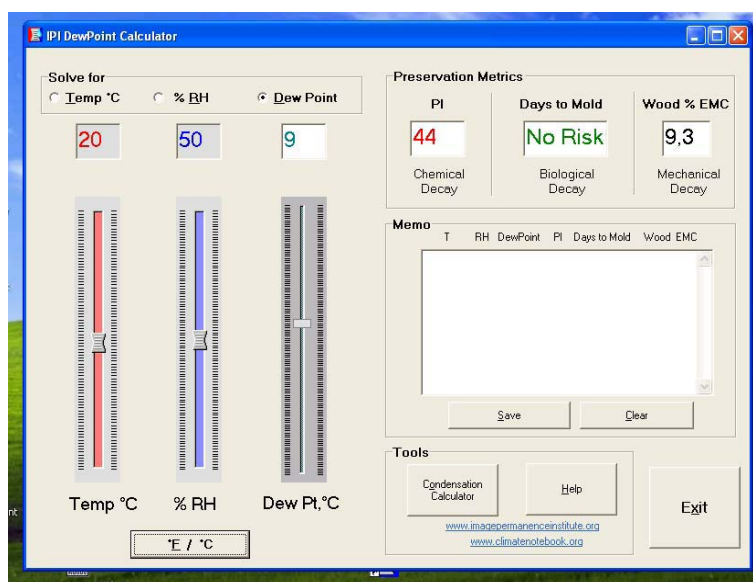 IPI DewPoint Calculator
Solve for
Temp °C
% RH
Dew Point
20
50
9
Temp °C
% RH
Dew Pt,°C
°F / °C
Preservation Metrics
PI
Days to Mold
Wood % EMC
44
No Risk
9,3
Chemical
Decay
Biological
Decay
Mechanical
Decay
Memo
T RH DewPoint PI Days to Mold Wood EMC
Save
Clear
Tools
Condensation
Calculator
Help
www.imagepermanenceinstitute.org
www.climatenotebook.org
Exit
nt